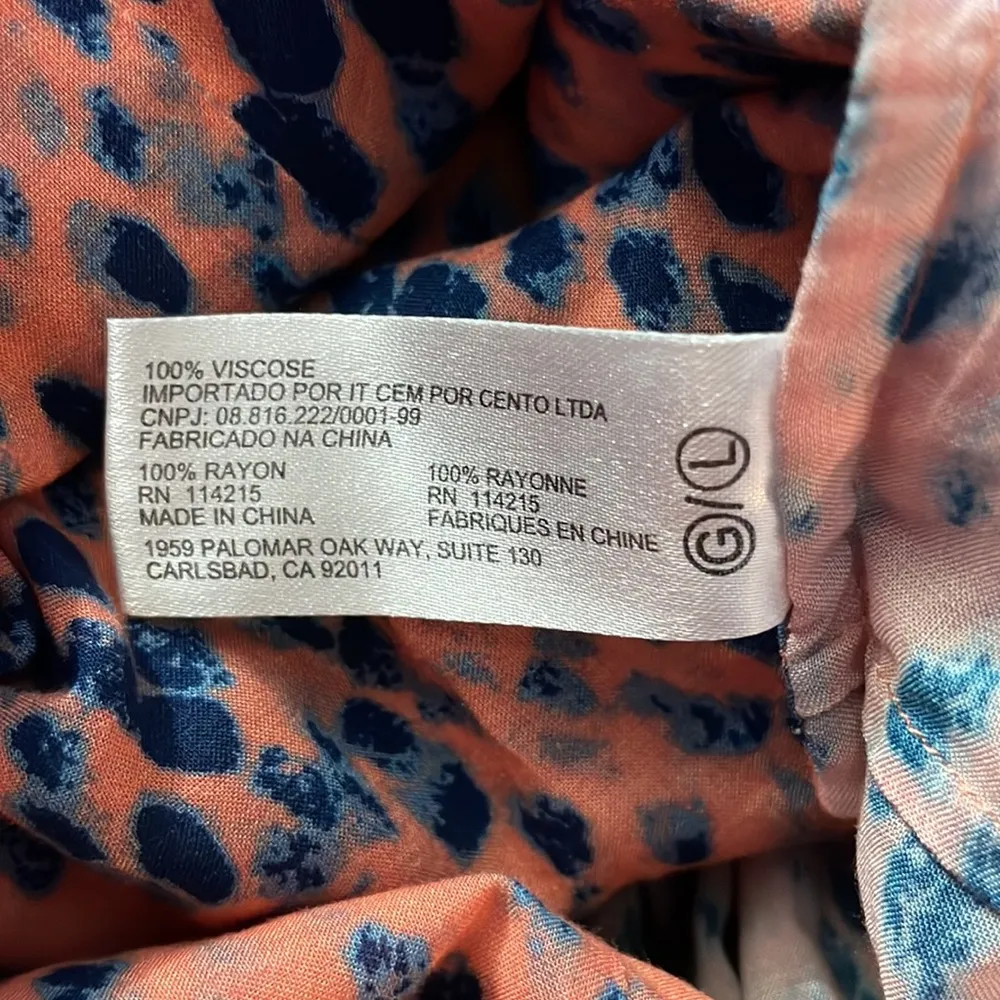 100% VISCOSE
IMPORTADO POR IT CEM POR CENTO LTDA
CNPJ: 08.816.222/0001-99
FABRICADO NA CHINA
100% RAYON
RN 114215
MADE IN CHINA
100% RAYONNE
RN 114215
FABRIQUES EN CHINE
1959 PALOMAR OAK WAY, SUITE 130
CARLSBAD, CA 92011
G/L